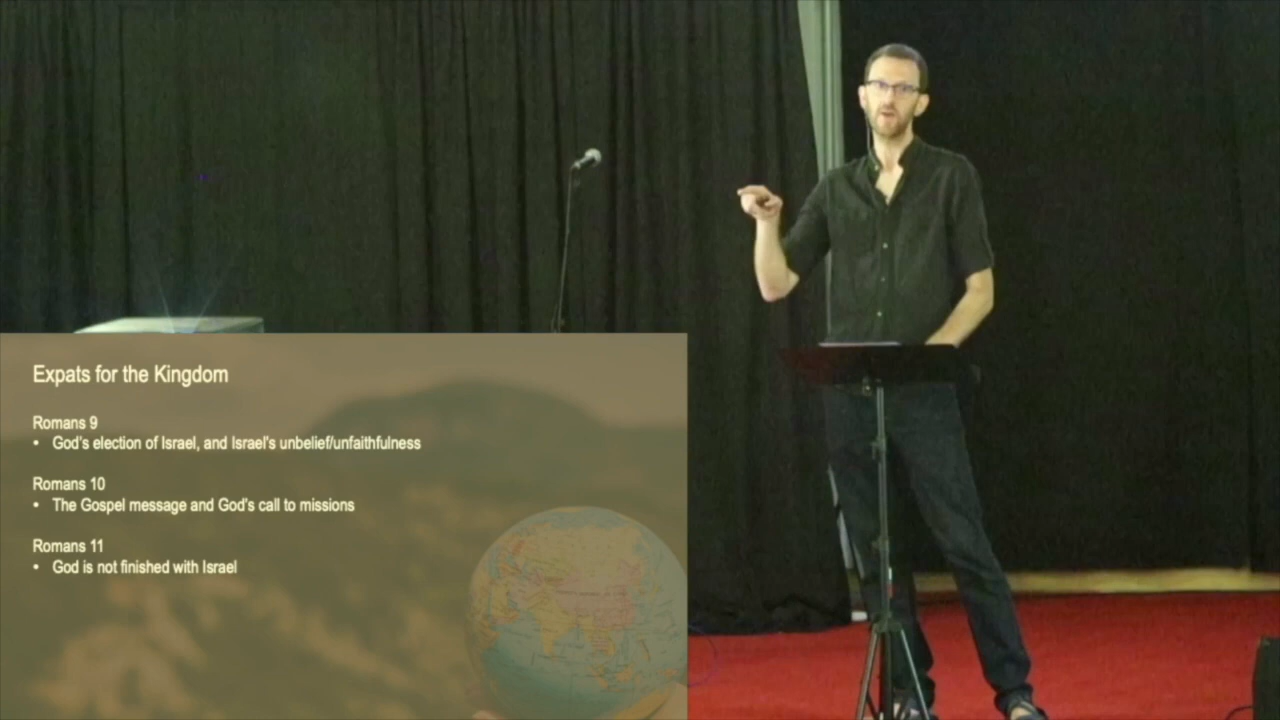 Expats for the Kingdom
Romans 9
• God's election of Israel, and Israel's unbelief/unfaithfulness
Romans 10
• The Gospel message and God's call to missions
Romans 11
• God is not finished with Israel